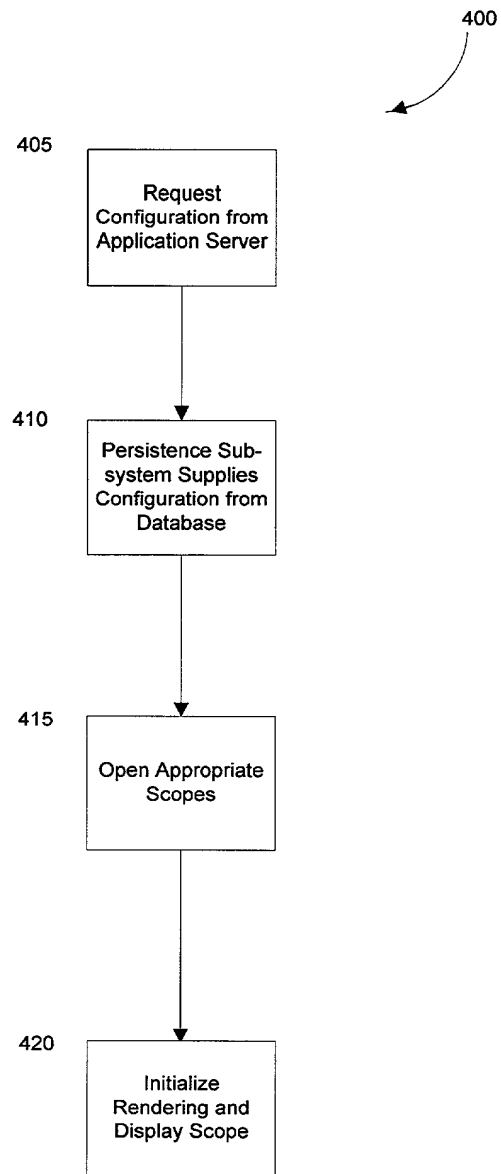 400
405
Request
Configuration from
Application Server
410
Persistence Sub-
system Supplies
Configuration from
Database
415
Open Appropriate
Scopes
420
Initialize
Rendering and
Display Scope